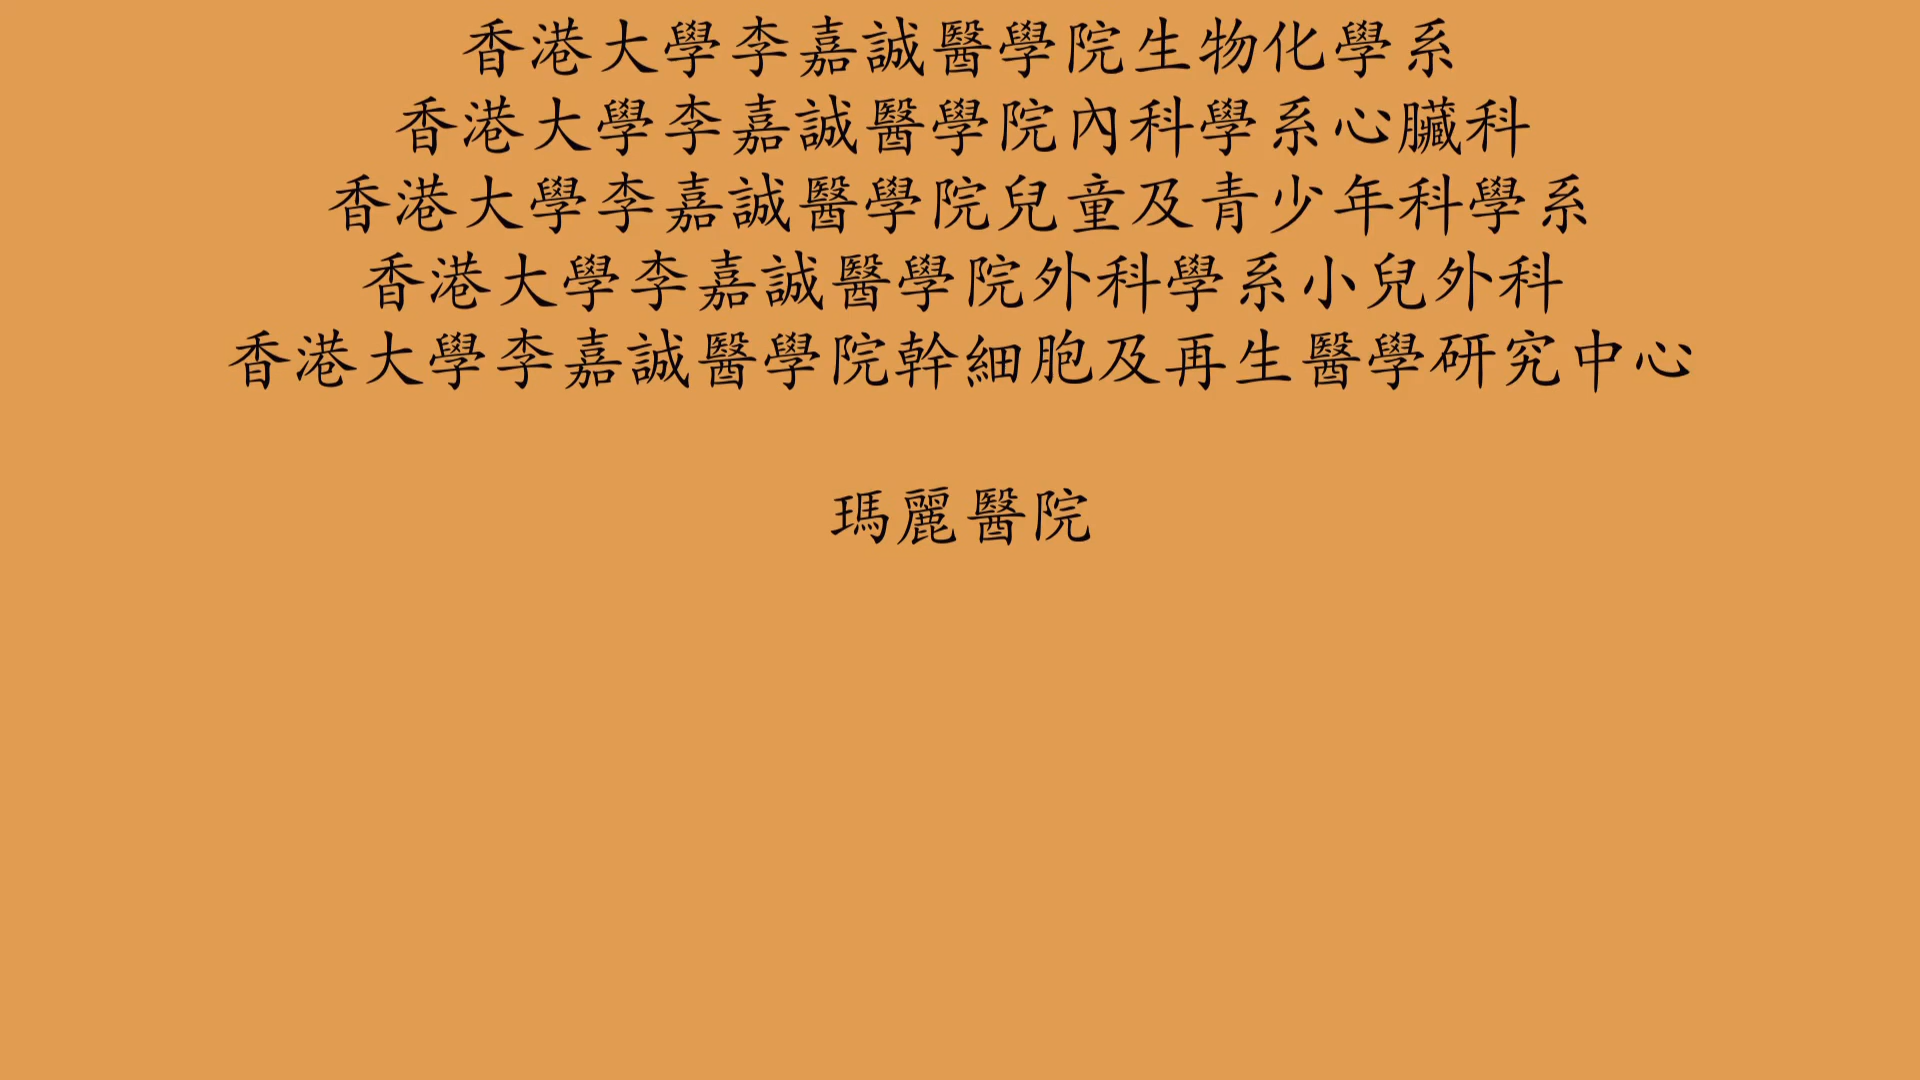 香港大學李嘉誠醫學院生物化學系
香港大學李嘉誠醫學院內科學系心臟科
香港大學李嘉誠醫學院兒童及青少年科學系
香港大學李嘉誠醫學院外科學系小兒外科
香港大學李嘉誠醫學院幹細胞及再生醫學研究中心
瑪麗醫院